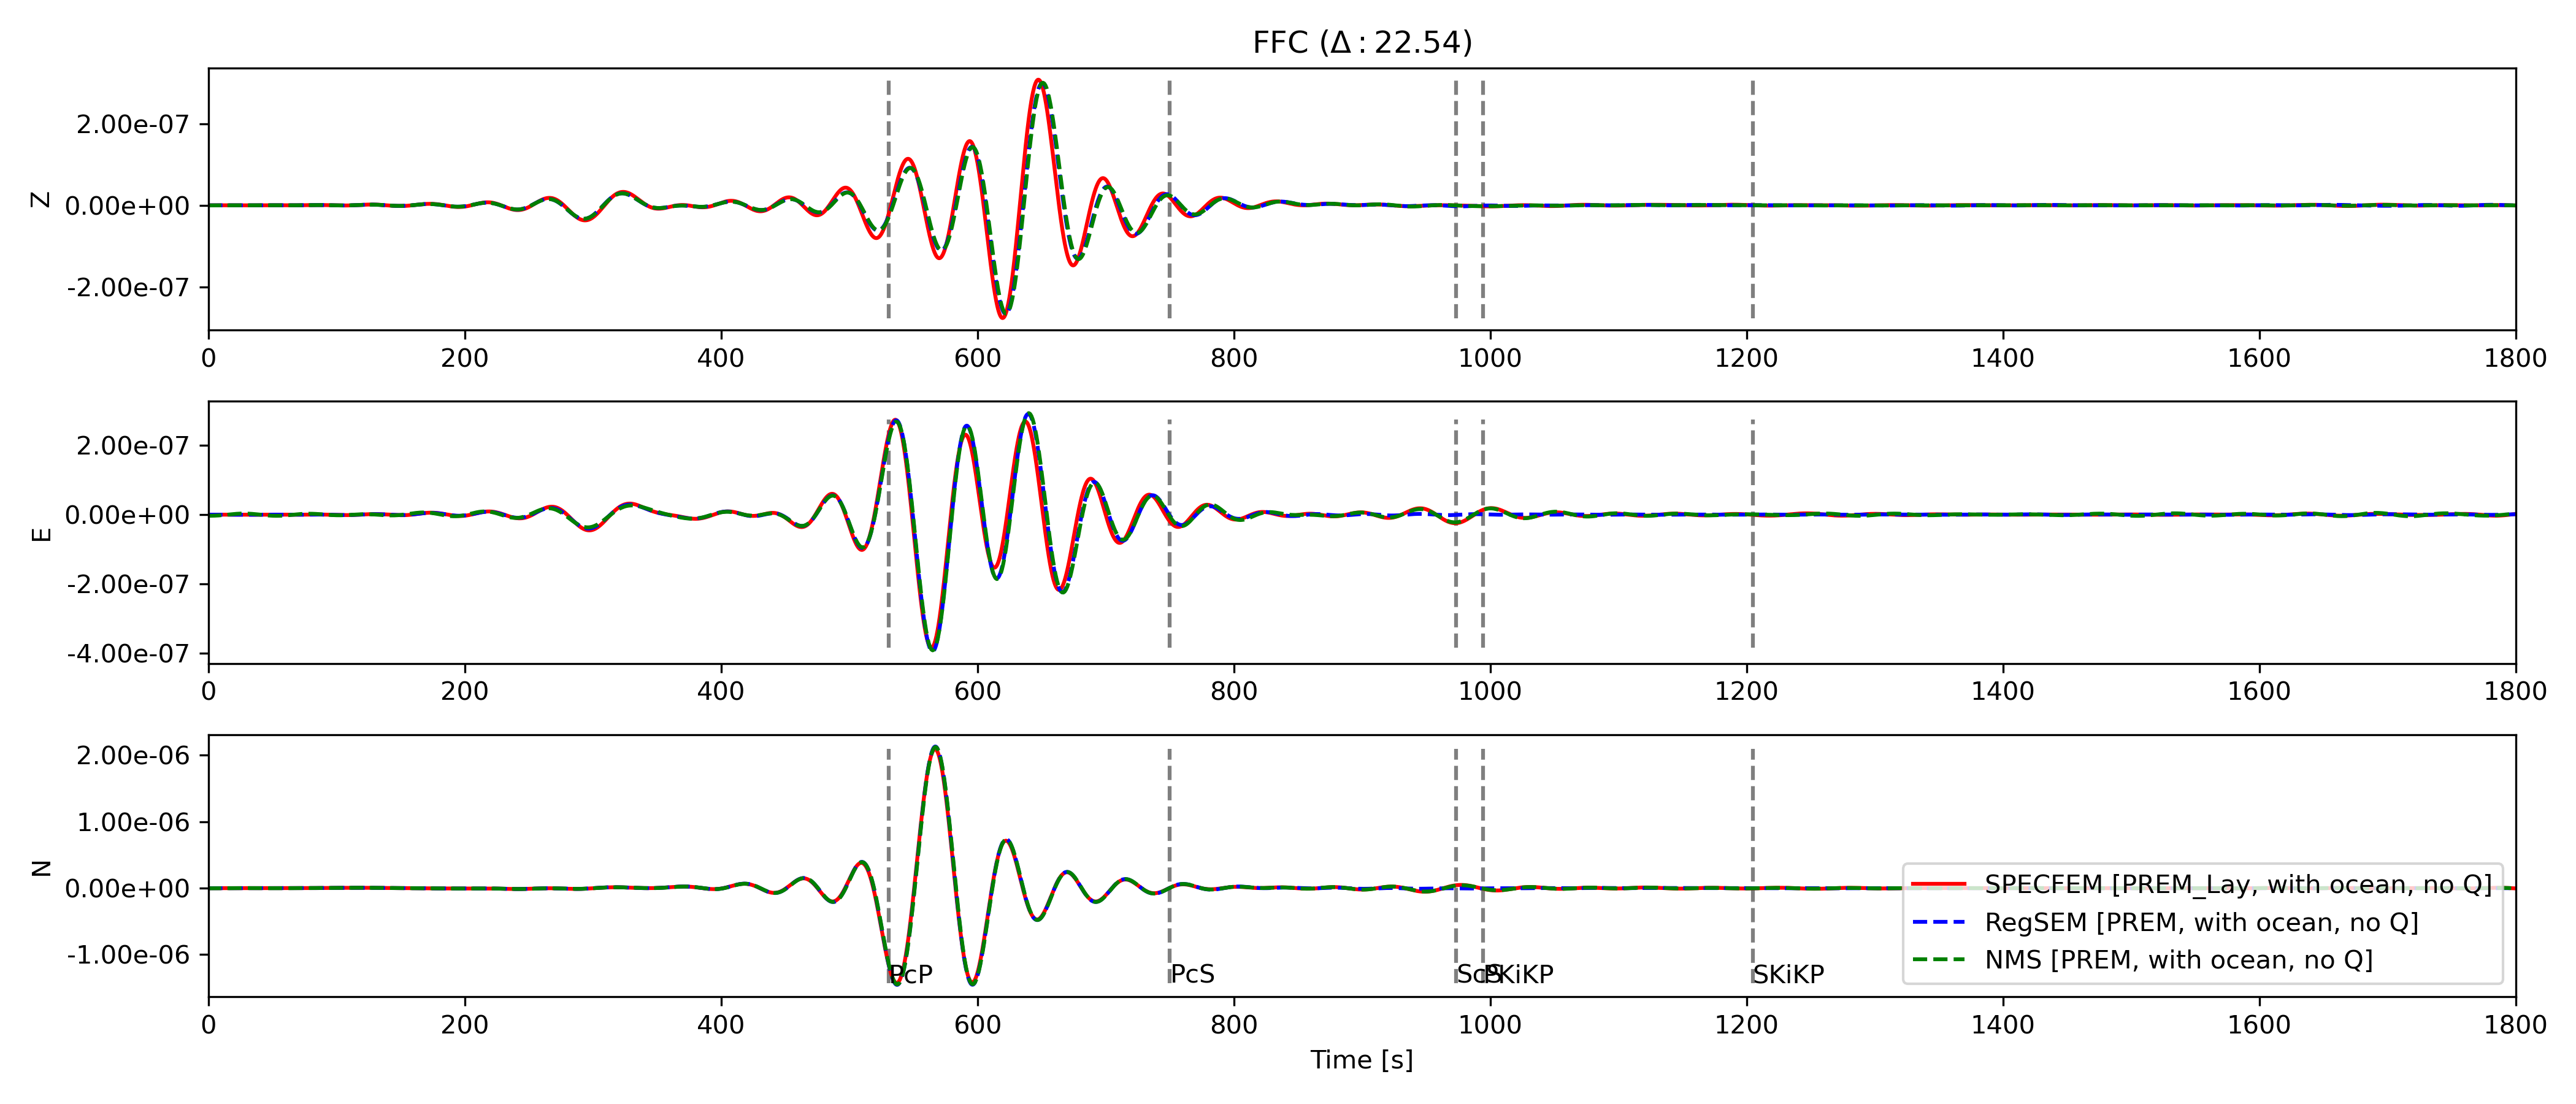 FFC (Δ : 22.54)
Z
2.00e-07
0.00e+00
-2.00e-07
0 200 400 600 800 1000 1200 1400 1600 1800
E
2.00e-07
0.00e+00
-2.00e-07
-4.00e-07
0 200 400 600 800 1000 1200 1400 1600 1800
N
2.00e-06
1.00e-06
0.00e+00
-1.00e-06
SPECFEM [PREM_Lay, with ocean, no Q]
RegSEM [PREM, with ocean, no Q]
NMS [PREM, with ocean, no Q]
PcP PcS ScS PKiKP SKiKP
0 200 400 600 800 1000 1200 1400 1600 1800
Time [s]